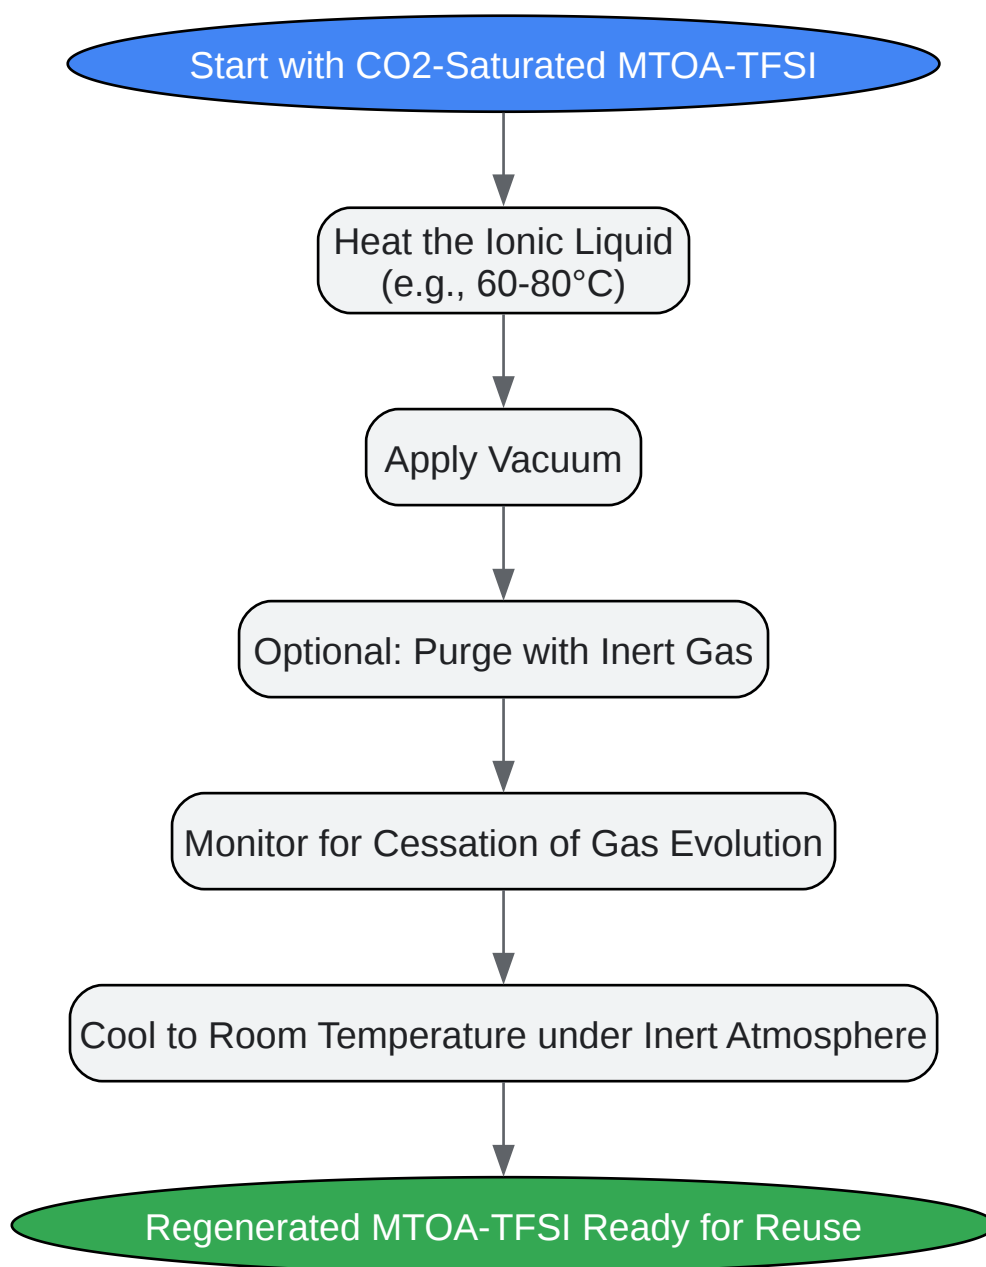 Start with CO2-Saturated MTOA-TFSI
Heat the Ionic Liquid
(e.g., 60-80°C)
Apply Vacuum
Optional: Purge with Inert Gas
Monitor for Cessation of Gas Evolution
Cool to Room Temperature under Inert Atmosphere
Regenerated MTOA-TFSI Ready for Reuse